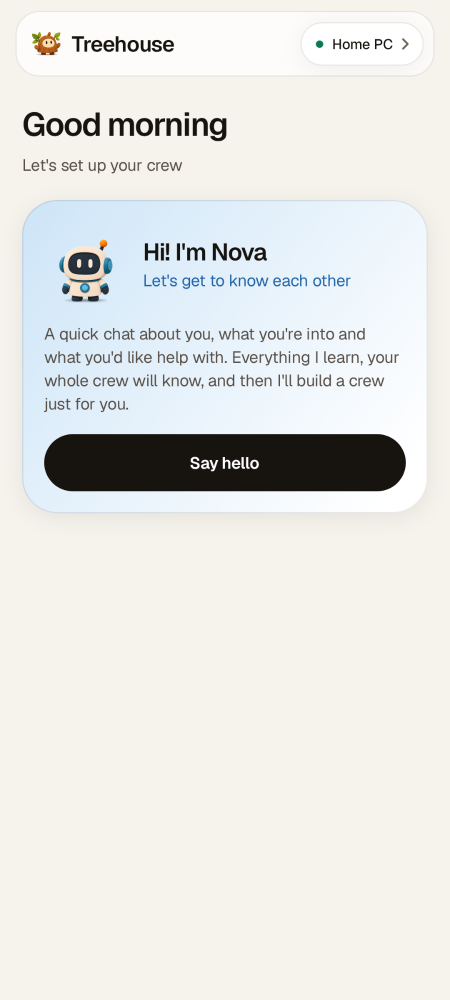 Treehouse
Home PC
Good morning
Let's set up your crew
Hi! I'm Nova
Let's get to know each other
A quick chat about you, what you're into and
what you'd like help with. Everything I learn, your
whole crew will know, and then I'll build a crew
just for you.
Say hello